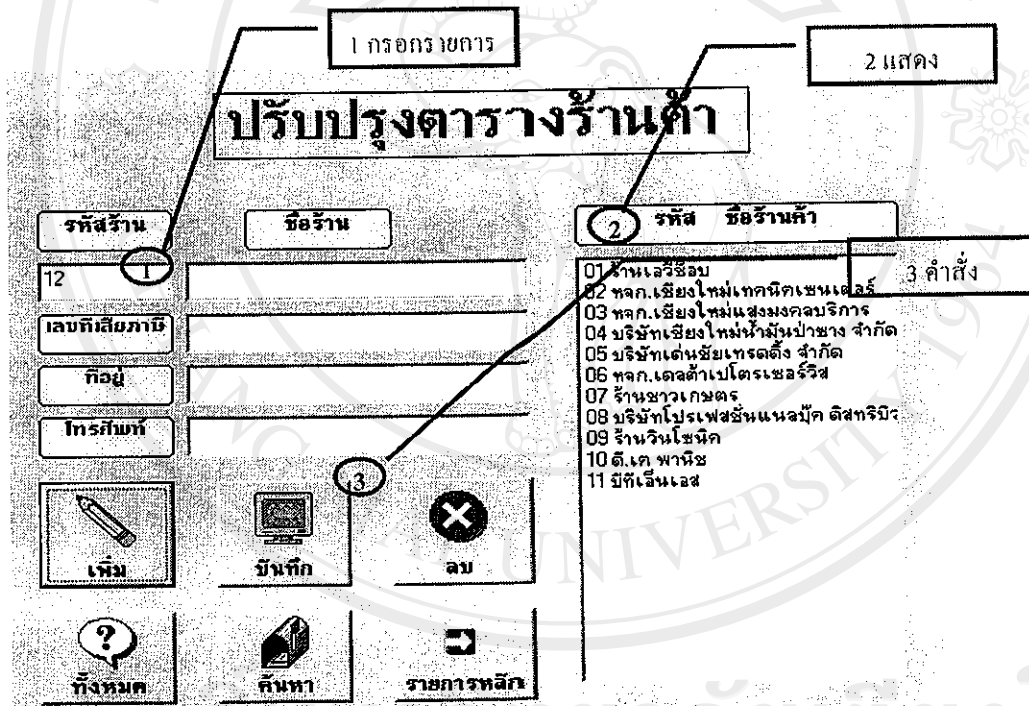 1 กรอกรายการ
2 แสดง
ปรับปรุงตารางร้านค้า
รหัสร้าน
ชื่อร้าน
2 รหัส ชื่อร้านค้า
12
1
3 คำสั่ง
01 ร้านเอวีช็อบ
02 หจก.เชียงใหม่เทคนิคเซนเตอร์
03 หจก.เชียงใหม่แสงมงคลบริการ
04 บริษัทเชียงใหม่น้ำมันป่าซาง จำกัด
05 บริษัทเด่นชัยเทรดดิ้ง จำกัด
06 หจก.เดลต้าเปโตรเซอร์วิส
07 ร้านชาวเกษตร
08 บริษัทโปรเฟสชั่นแนลบุ๊ค ดิสทริบิว
09 ร้านวินโซนิค
10 ดี.เค พานิช
11 บีทีเอ็นเอส
เลขที่เสียภาษี
ที่อยู่
โทรศัพท์
3
เพิ่ม
บันทึก
ลบ
ทั้งหมด
ค้นหา
รายการหลัก
UNIVERSITY 1964